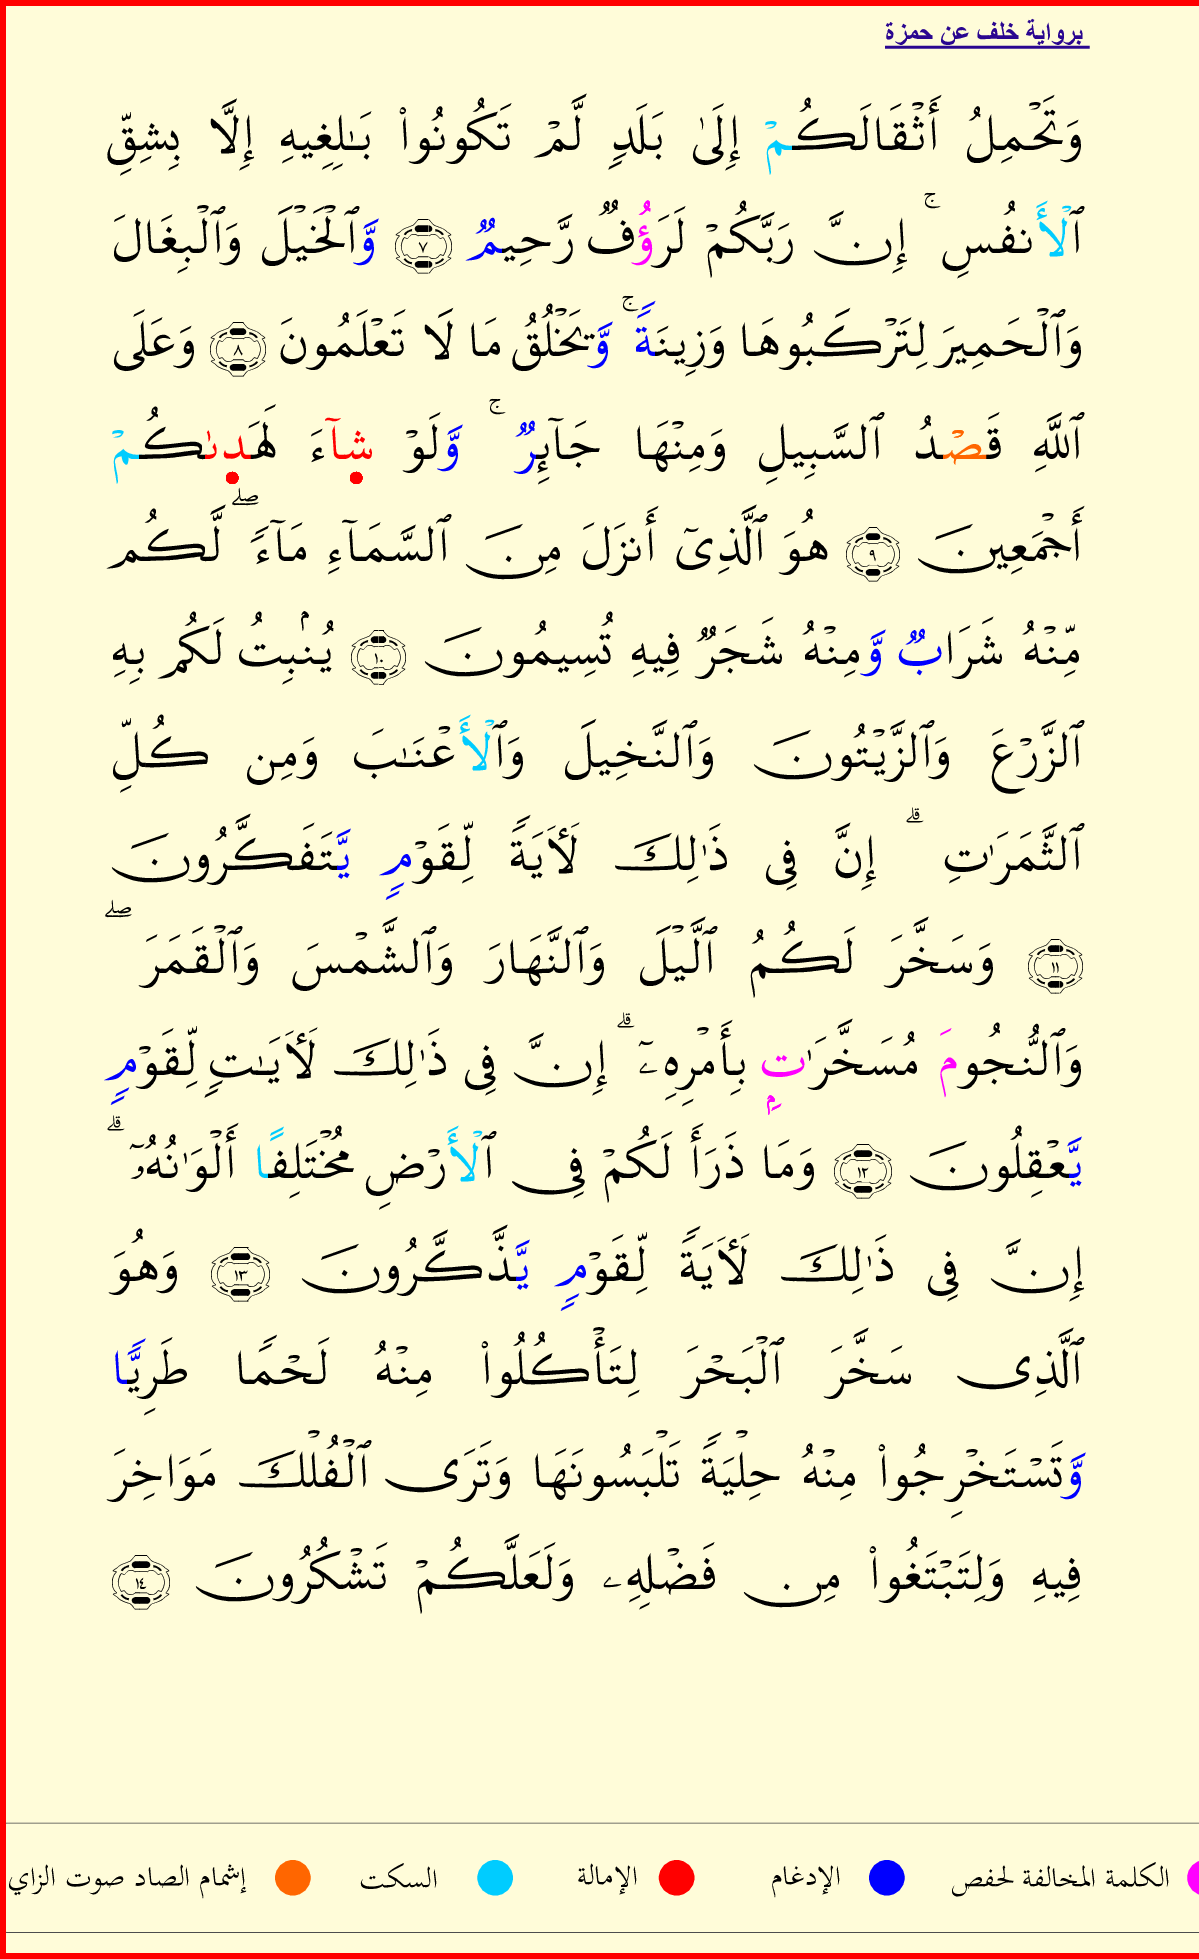 برواية خلف عن حمزة
وَتَحْمِلُ أَثْقَالَكُمْ إِلَىٰ بَلَدٍ لَّمْ تَكُونُوا۟ بَـٰلِغِيهِ إِلَّا بِشِقِّ
ٱلْأَنفُسِ ۚ إِنَّ رَبَّكُمْ لَرَؤُفٌ رَّحِيمٌ ٧ وَّٱلْخَيْلَ وَٱلْبِغَالَ
وَٱلْحَمِيرَ لِتَرْكَبُوهَا وَزِينَةً ۚ وَّيَخْلُقُ مَا لَا تَعْلَمُونَ ٨ وَعَلَى
ٱللَّهِ قَصْدُ ٱلسَّبِيلِ وَمِنْهَا جَآئِرٌ ۚ وَّلَوْ شَآءَ لَهَدىٰكُمْ
أَجْمَعِينَ ٩ هُوَ ٱلَّذِىٓ أَنزَلَ مِنَ ٱلسَّمَآءِ مَآءً ۖ لَّكُم
مِّنْهُ شَرَابٌ وَّمِنْهُ شَجَرٌ فِيهِ تُسِيمُونَ ١٠ يُنۢبِتُ لَكُم بِهِ
ٱلزَّرْعَ وَٱلزَّيْتُونَ وَٱلنَّخِيلَ وَٱلْأَعْنَـٰبَ وَمِن كُلِّ
ٱلثَّمَرَٰتِ ۗ إِنَّ فِى ذَٰلِكَ لَأَيَةً لِّقَوْمٍ يَّتَفَكَّرُونَ
١١ وَسَخَّرَ لَكُمُ ٱلَّيْلَ وَٱلنَّهَارَ وَٱلشَّمْسَ وَٱلْقَمَرَ ۖ
وَٱلنُّجُومَ مُسَخَّرَٰتٍ بِأَمْرِهِۦٓ ۗ إِنَّ فِى ذَٰلِكَ لَأَيَـٰتٍ لِّقَوْمٍ
يَّعْقِلُونَ ١٢ وَمَا ذَرَأَ لَكُمْ فِى ٱلْأَرْضِ مُخْتَلِفًا أَلْوَٰنُهُۥٓ ۗ
إِنَّ فِى ذَٰلِكَ لَأَيَةً لِّقَوْمٍ يَّذَّكَّرُونَ ١٣ وَهُوَ
ٱلَّذِى سَخَّرَ ٱلْبَحْرَ لِتَأْكُلُوا۟ مِنْهُ لَحْمًا طَرِيًّا
وَّتَسْتَخْرِجُوا۟ مِنْهُ حِلْيَةً تَلْبَسُونَهَا وَتَرَى ٱلْفُلْكَ مَوَاخِرَ
فِيهِ وَلِتَبْتَغُوا۟ مِن فَضْلِهِۦ وَلَعَلَّكُمْ تَشْكُرُونَ ١٤
الكلمة المخالفة لحفص الإدغام الإمالة السكت إشمام الصاد صوت الزاي